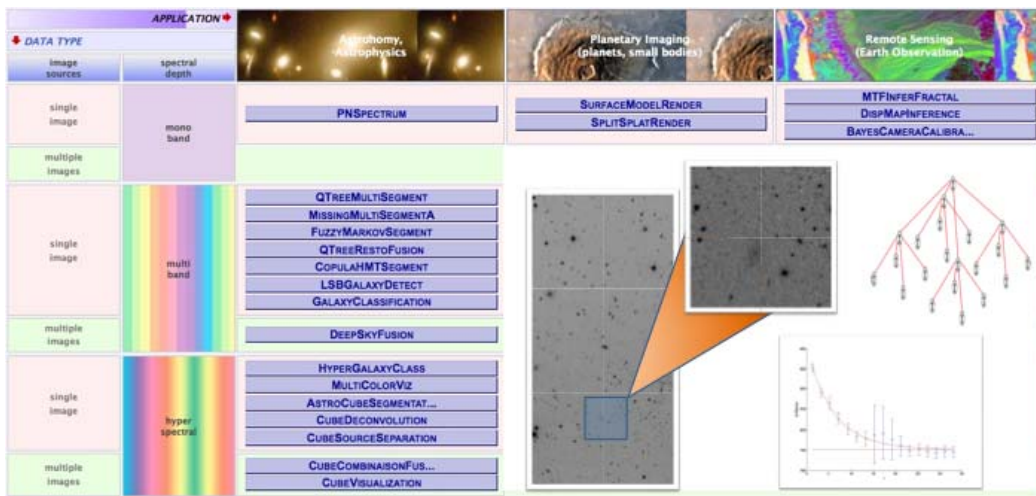 APPLICATION
DATA TYPE
image sources
spectral depth
Astronomy, Astrophysics
Planetary Imaging
(planets, small bodies)
Remote Sensing
(Earth Observation)
single image
mono band
PNSPECTRUM
SURFACEMODELRENDER
SPLITSPLATRENDER
MTFINFERFRACTAL
DISPMAPINFERENCE
BAYESCAMERACALIBRA...
multiple images
single image
multi band
QTREEMULTISEGMENT
MISSINGMULTISEGMENTA
FUZZYMARKOVSEGMENT
QTREERESTOFUSION
COPULAHMTSEGMENT
LSBGALAXYDETECT
GALAXYCLASSIFICATION
multiple images
DEEPSKYFUSION
single image
hyper spectral
HYPERGALAXYCLASS
MULTICOLORVIZ
ASTROCUBESEGMENTAT...
CUBEDECONVOLUTION
CUBESOURCESEPARATION
multiple images
CUBECOMBINAISONFUS...
CUBEVISUALIZATION